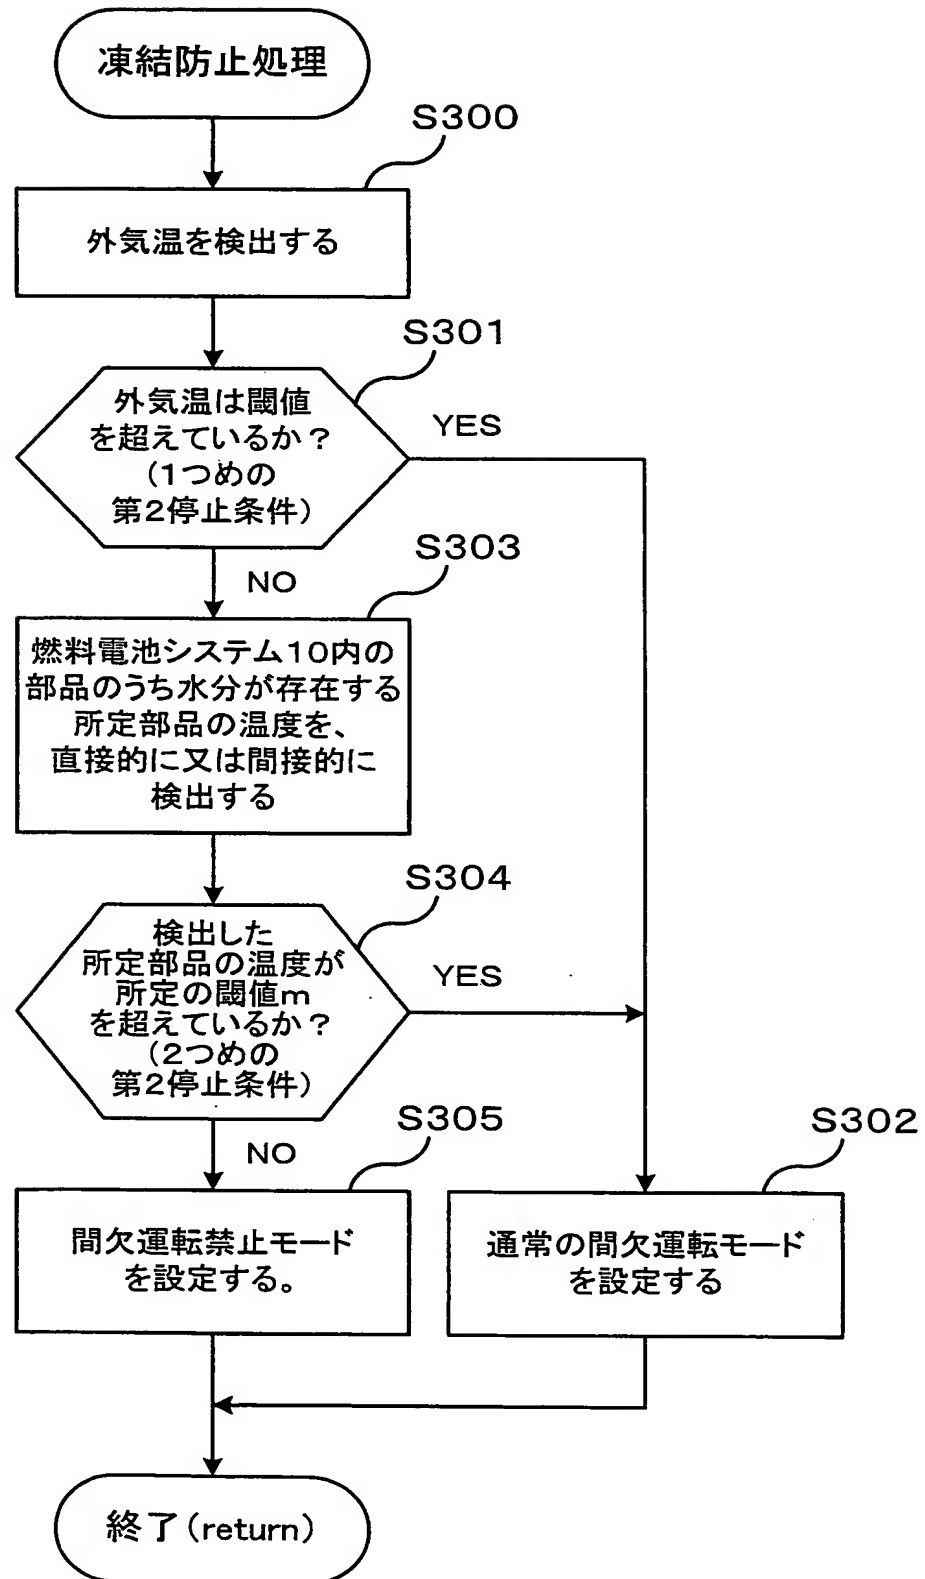 凍結防止処理
S300
外気温を検出する
S301
外気温は閾値
を超えているか？
(1つめの
第2停止条件)
YES
NO
S303
燃料電池システム10内の
部品のうち水分が存在する
所定部品の温度を、
直接的に又は間接的に
検出する
S304
検出した
所定部品の温度が
所定の閾値m
を超えているか？
(2つめの
第2停止条件)
YES
NO
S305
間欠運転禁止モード
を設定する。
S302
通常の間欠運転モード
を設定する
終了(return)